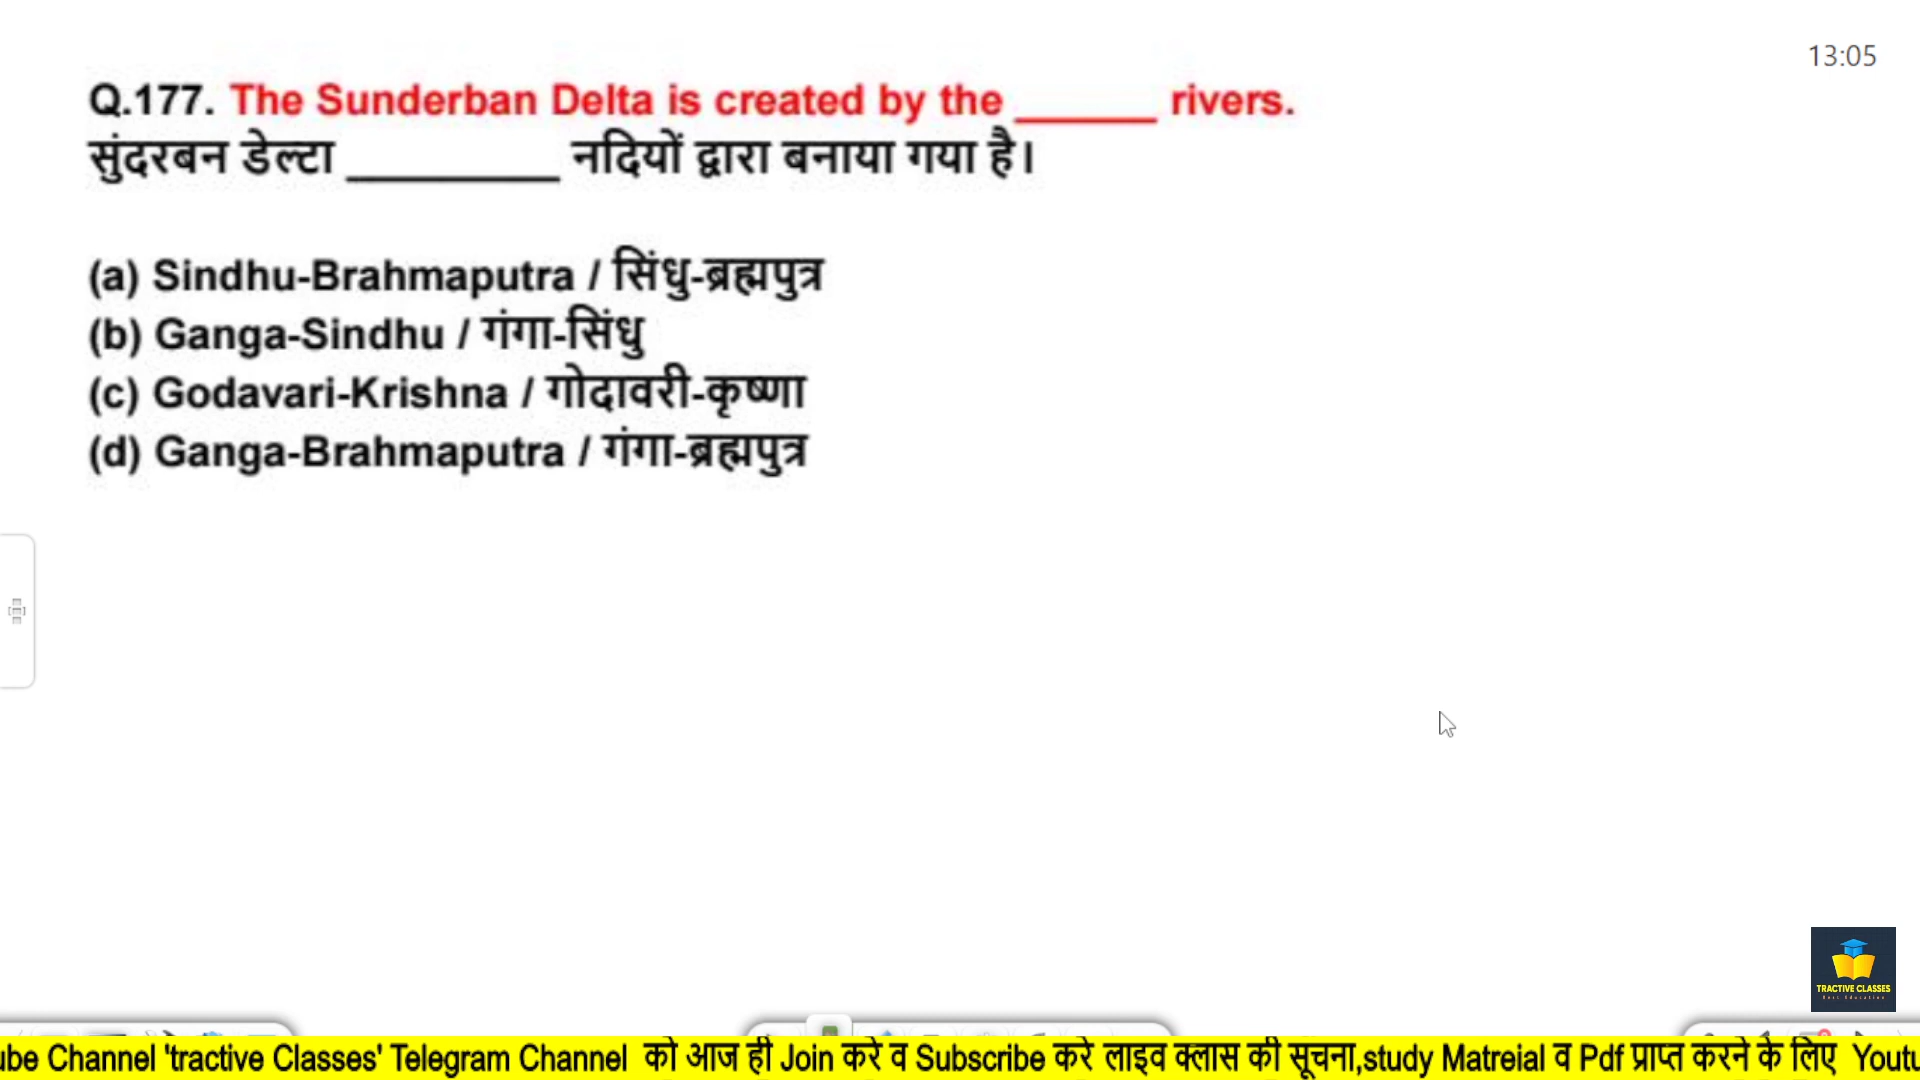 13:05
Q.177. The Sunderban Delta is created by the ______ rivers.
सुंदरबन डेल्टा _________ नदियों द्वारा बनाया गया है।
(a) Sindhu-Brahmaputra / सिंधु-ब्रह्मपुत्र
(b) Ganga-Sindhu / गंगा-सिंधु
(c) Godavari-Krishna / गोदावरी-कृष्णा
(d) Ganga-Brahmaputra / गंगा-ब्रह्मपुत्र
TRACTIVE CLASSES
Best Education
ube Channel 'tractive Classes' Telegram Channel को आज ही Join करे व Subscribe करे लाइव क्लास की सूचना,study Matreial व Pdf प्राप्त करने के लिए Youtu